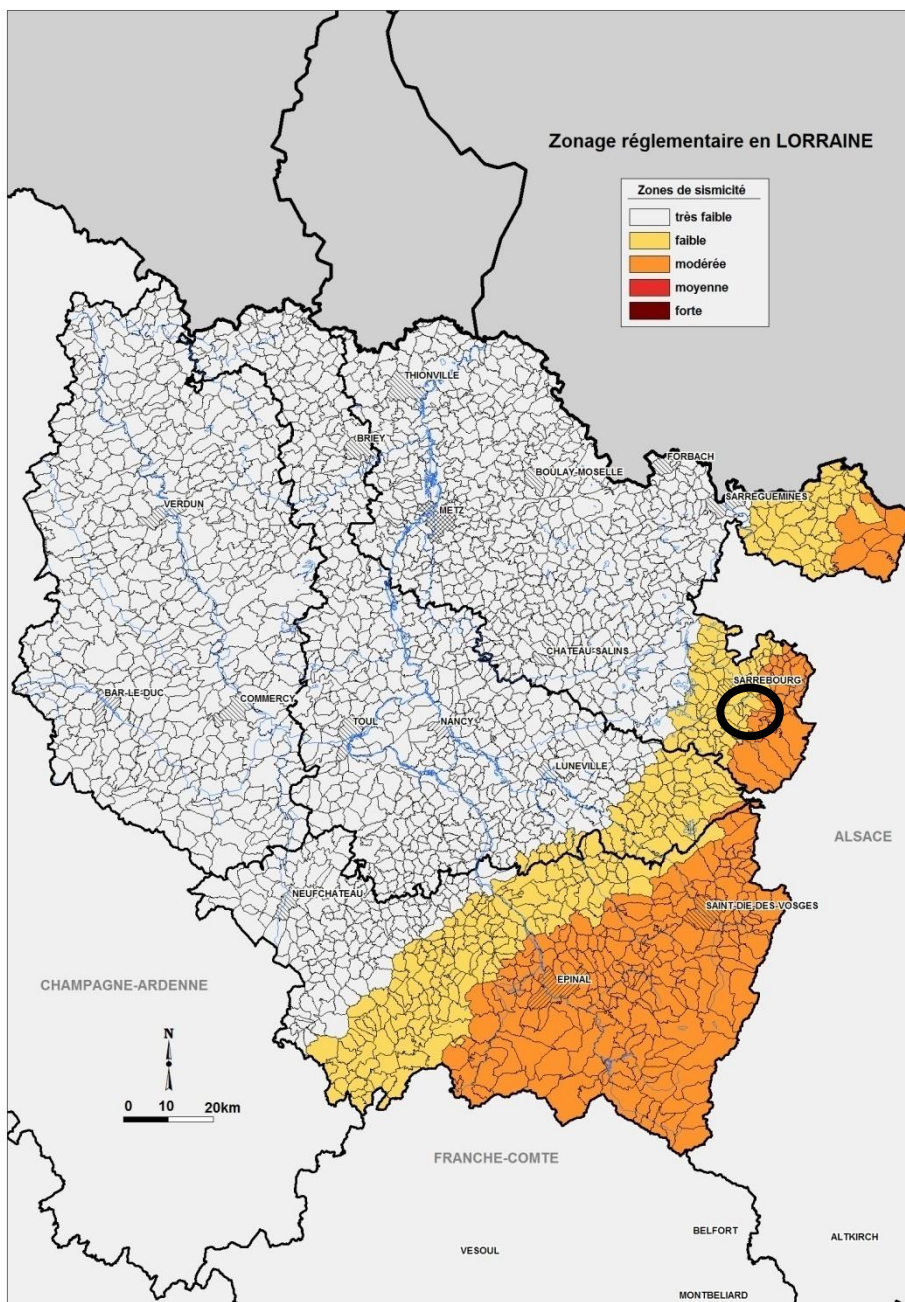 Zonage réglementaire en LORRAINE
Zones de sismicité
très faible
faible
modérée
moyenne
forte
THIONVILLE
BRIEY
FORBACH
BOULAY-MOSELLE
SARREGUEMINES
VERDUN
METZ
CHATEAU-SALINS
SARREBOURG
BAR-LE-DUC
COMMERCY
TOUL
NANCY
LUNEVILLE
ALSACE
NEUFCHATEAU
SAINT-DIE-DES-VOSGES
EPINAL
CHAMPAGNE-ARDENNE
N
0 10 20km
FRANCHE-COMTE
BELFORT
ALTKIRCH
VESOUL
MONTBELIARD